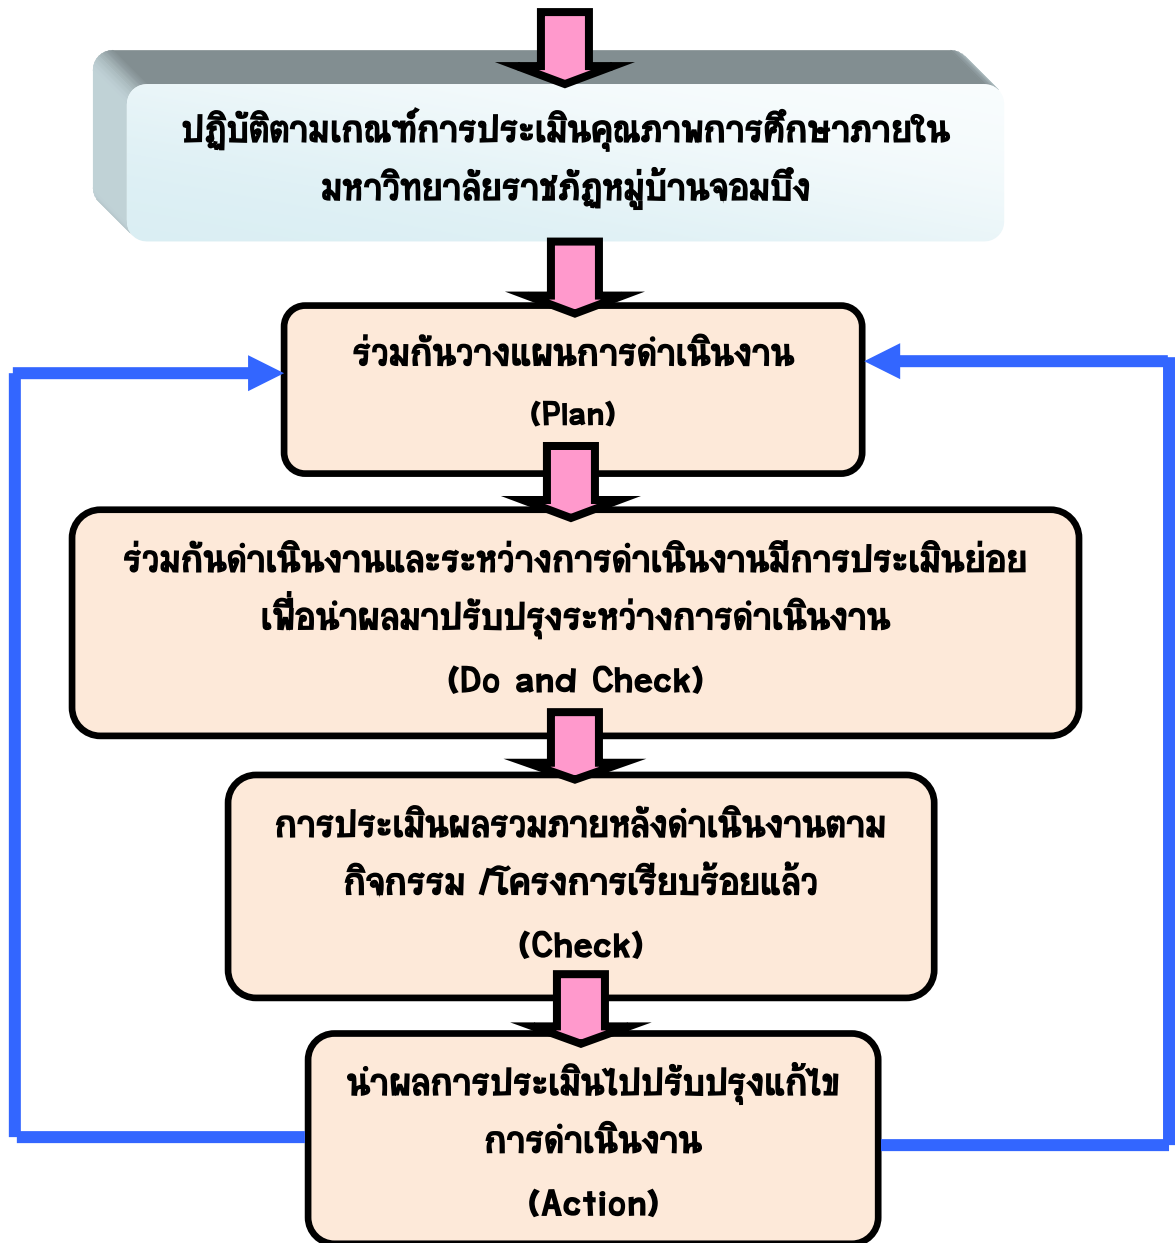 ปฏิบัติตามเกณฑ์การประเมินคุณภาพการศึกษาภายใน
มหาวิทยาลัยราชภัฏหมู่บ้านจอมบึง
ร่วมกันวางแผนการดำเนินงาน
(Plan)
ร่วมกันดำเนินงานและระหว่างการดำเนินงานมีการประเมินย่อย
เพื่อนำผลมาปรับปรุงระหว่างการดำเนินงาน
(Do and Check)
การประเมินผลรวมภายหลังดำเนินงานตาม
กิจกรรม /โครงการเรียบร้อยแล้ว
(Check)
นำผลการประเมินไปปรับปรุงแก้ไข
การดำเนินงาน
(Action)